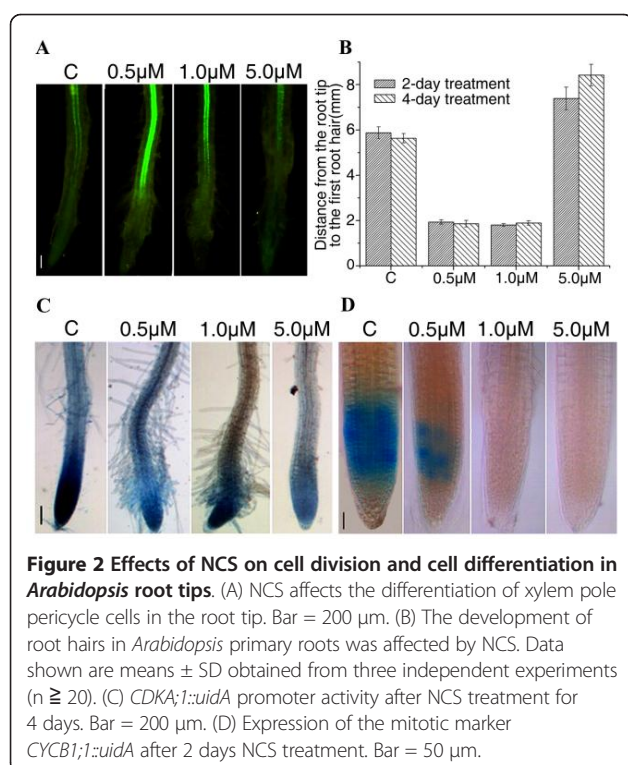 A
C
0.5μM
1.0μM
5.0μM
B
Distance from the root tip
to the first root hair(mm)
8
6
4
2
0
2-day treatment
4-day treatment
C
0.5μM
1.0μM
5.0μM
C
C
0.5μM
1.0μM
5.0μM
D
C
0.5μM
1.0μM
5.0μM
Figure 2 Effects of NCS on cell division and cell differentiation in
Arabidopsis root tips. (A) NCS affects the differentiation of xylem pole
pericycle cells in the root tip. Bar = 200 μm. (B) The development of
root hairs in Arabidopsis primary roots was affected by NCS. Data
shown are means ± SD obtained from three independent experiments
(n ≧ 20). (C) CDKA;1::uidA promoter activity after NCS treatment for
4 days. Bar = 200 μm. (D) Expression of the mitotic marker
CYCB1;1::uidA after 2 days NCS treatment. Bar = 50 μm.